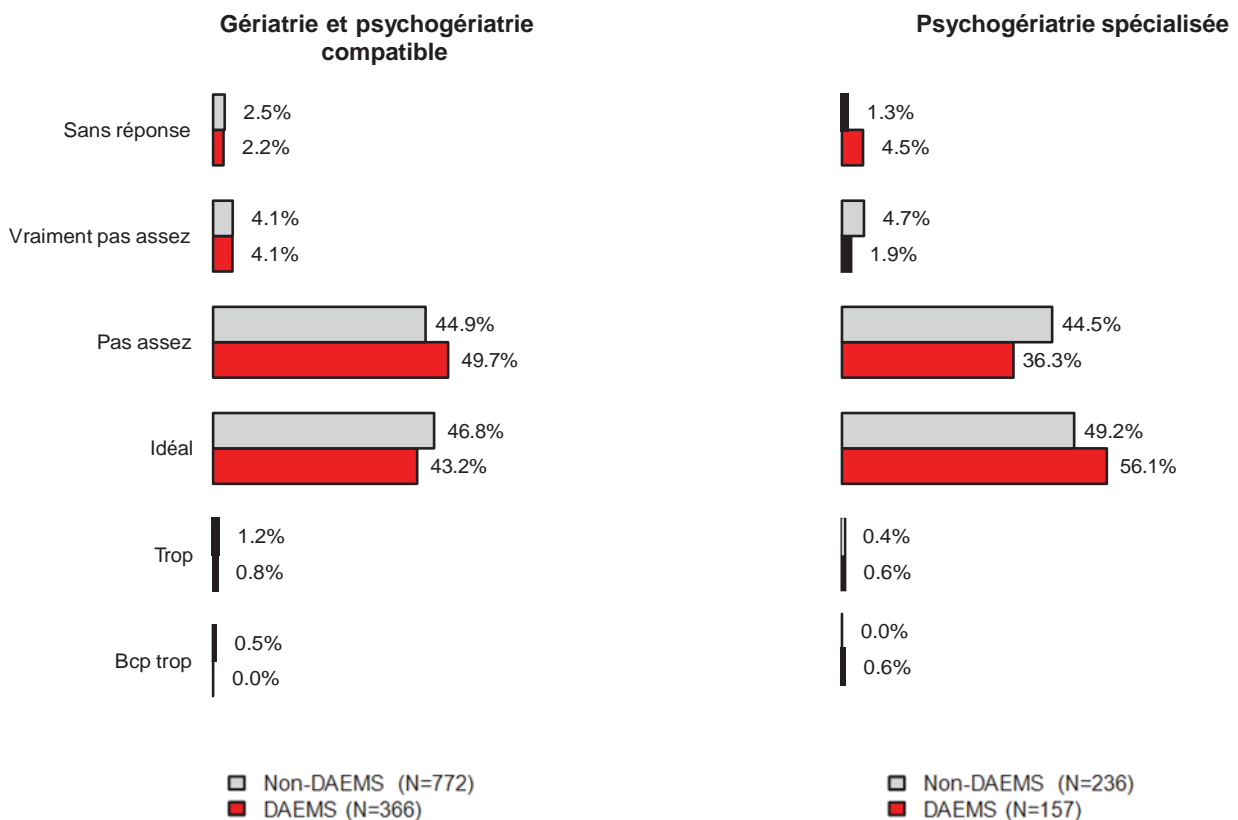 Gériatrie et psychogériatrie
compatible
Sans réponse
2.5%
2.2%
Vraiment pas assez
4.1%
4.1%
Pas assez
44.9%
49.7%
Idéal
46.8%
43.2%
Trop
1.2%
0.8%
Bcp trop
0.5%
0.0%
Non-DAEMS (N=772)
DAEMS (N=366)
Psychogériatrie spécialisée
1.3%
4.5%
4.7%
1.9%
44.5%
36.3%
49.2%
56.1%
0.4%
0.6%
0.0%
0.6%
Non-DAEMS (N=236)
DAEMS (N=157)